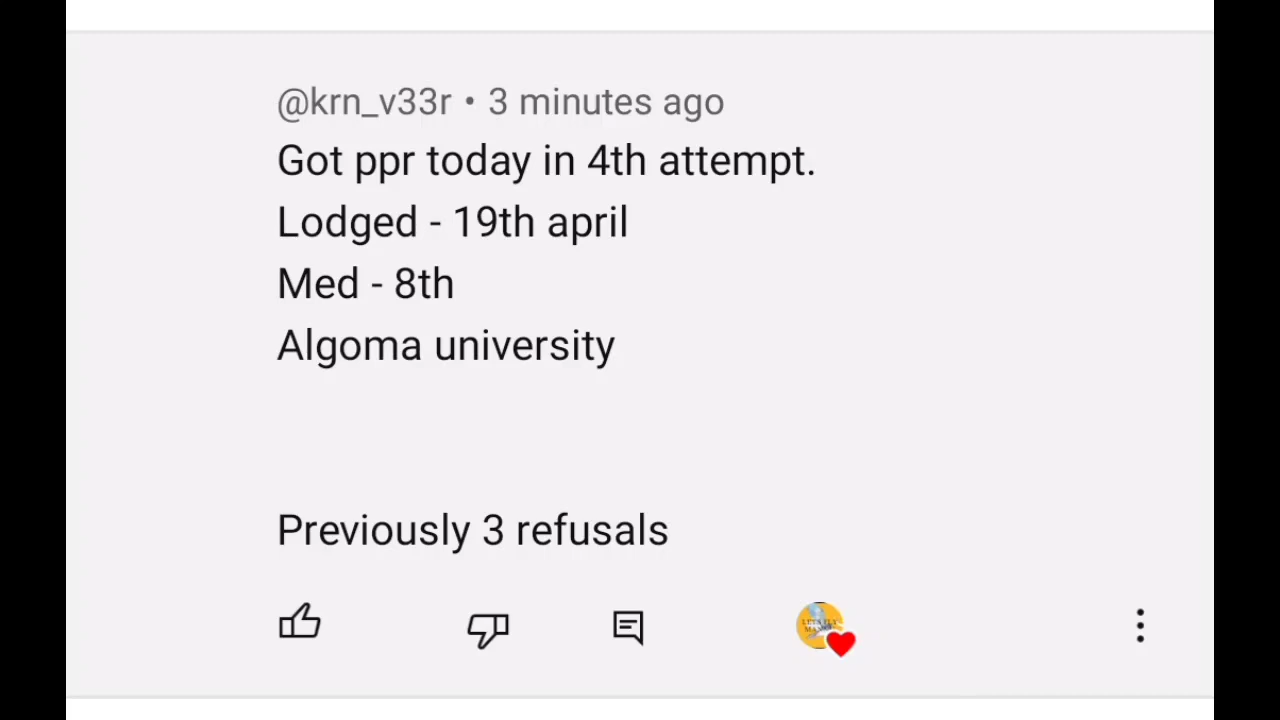 @krn_v33r • 3 minutes ago
Got ppr today in 4th attempt.
Lodged - 19th april
Med - 8th
Algoma university
Previously 3 refusals